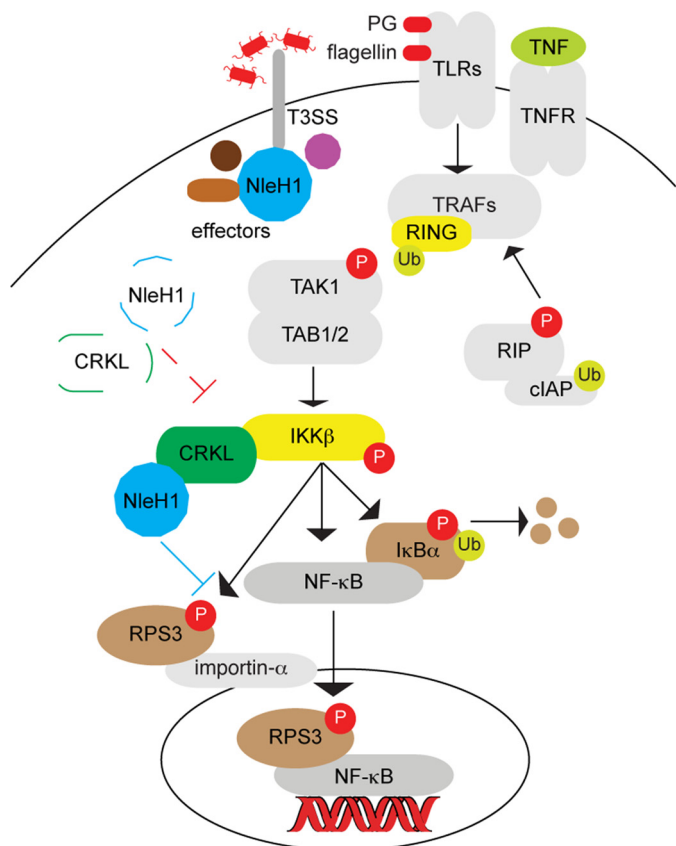 PG
flagellin
TLRs
TNF
TNFR
T3SS
NleH1
effectors
TRAFs
RING
Ub
P
TAK1
TAB1/2
NleH1
CRKL
P
RIP
cIAP
Ub
IKKβ
P
CRKL
NleH1
P
IκBα
Ub
NF-κB
P
RPS3
importin-α
P
RPS3
NF-κB